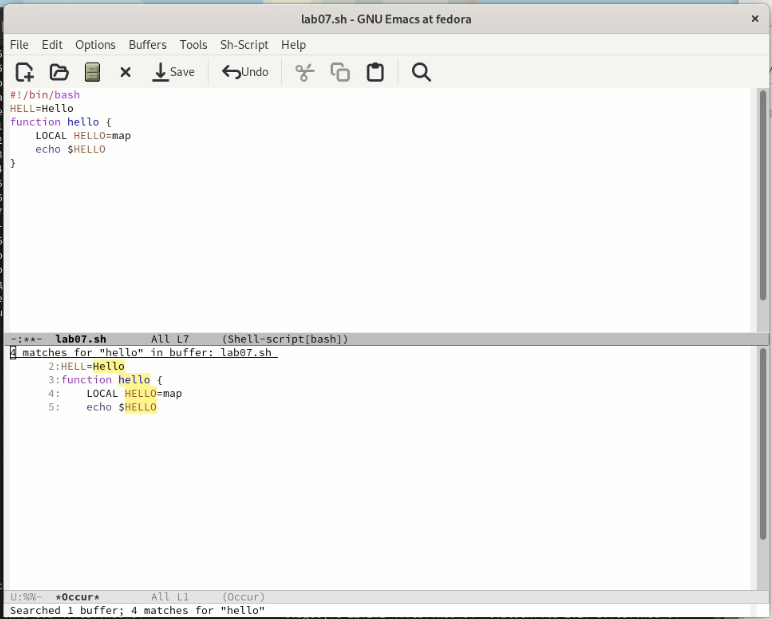 lab07.sh - GNU Emacs at fedora
File Edit Options Buffers Tools Sh-Script Help
Save Undo
#!/bin/bash
HELL=Hello
function hello {
    LOCAL HELLO=map
    echo $HELLO
}
-:**-  lab07.sh       All L7     (Shell-script[bash])
4 matches for "hello" in buffer: lab07.sh
      2:HELL=Hello
      3:function hello {
      4:    LOCAL HELLO=map
      5:    echo $HELLO
U:%%-  *Occur*        All L1     (Occur)
Searched 1 buffer; 4 matches for "hello"